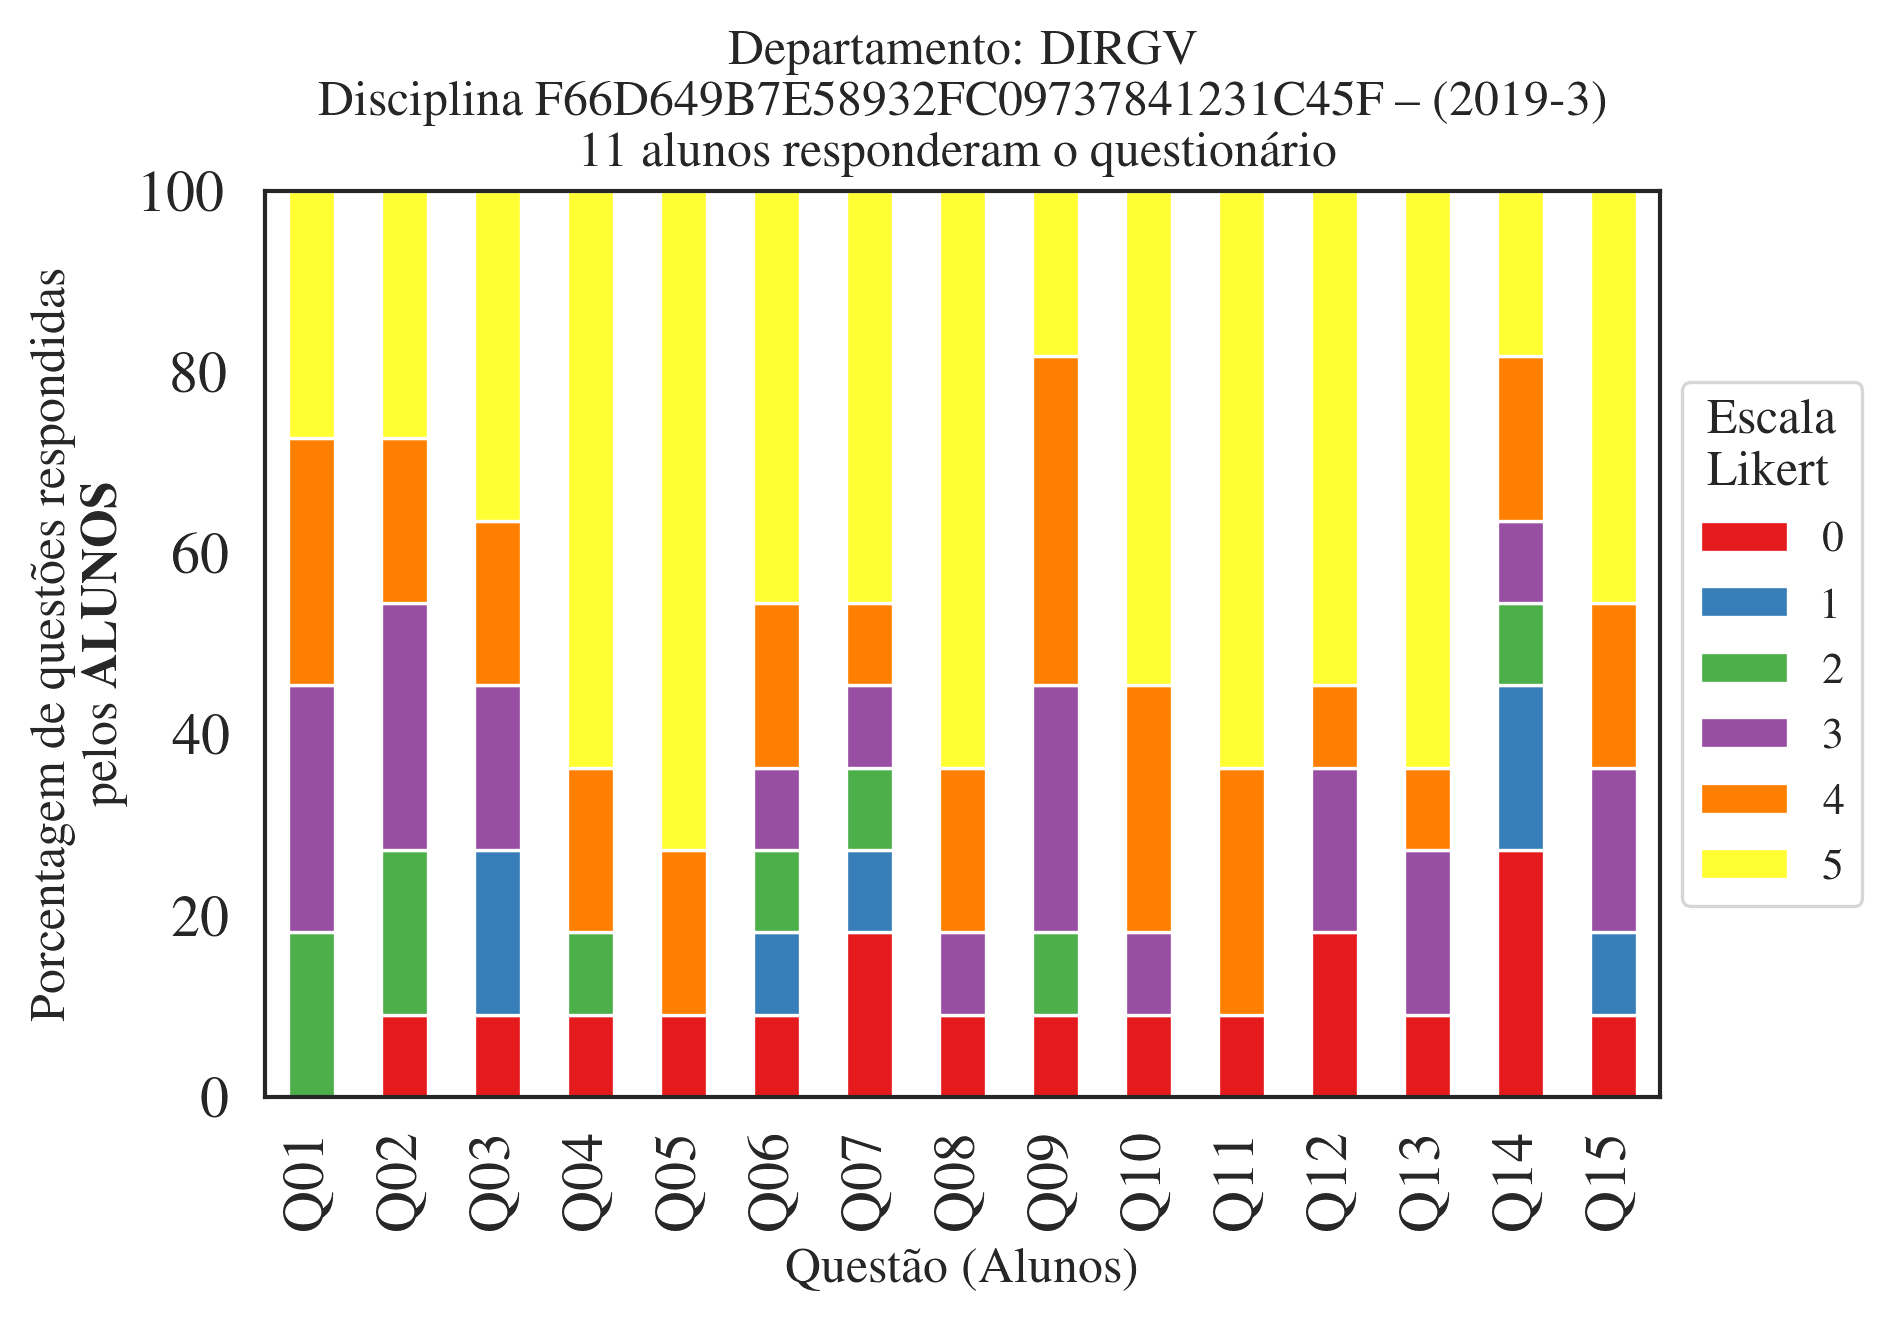 Departamento: DIRGV
Disciplina F66D649B7E58932FC09737841231C45F – (2019-3)
11 alunos responderam o questionário
Porcentagem de questões respondidas
pelos ALUNOS
100
80
60
40
20
0
Q01
Q02
Q03
Q04
Q05
Q06
Q07
Q08
Q09
Q10
Q11
Q12
Q13
Q14
Q15
Questão (Alunos)
Escala
Likert
0
1
2
3
4
5